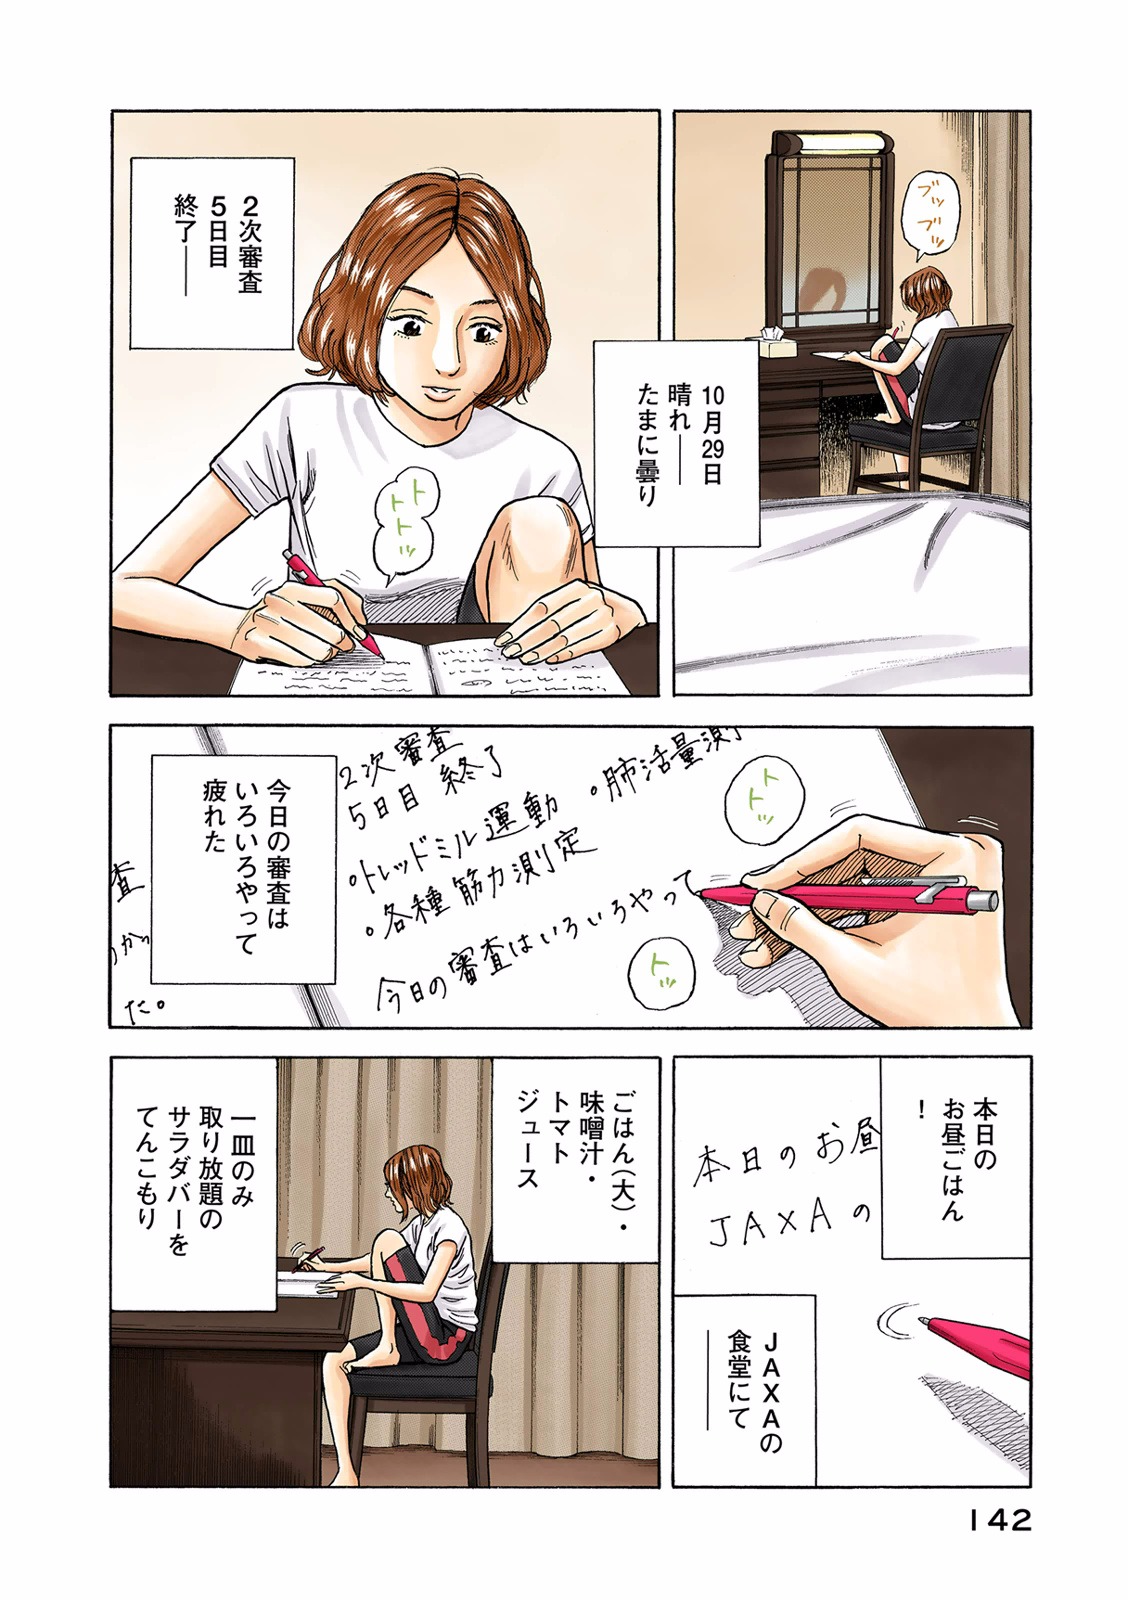 ブッ
ブブッ
10月29日
晴れ──
たまに曇り
2次審査
5日目
終了──
トト
トトッ
2次審査
5日目 終了
・トレッドミル運動
・肺活量測
・各種筋力測定
今日の審査はいろいろやって
トト
トッ
トッ
今日の審査は
いろいろやって
疲れた
査
だ。
本日の
お昼ごはん
!
本日のお昼
JAXAの
JAXAの
食堂にて
──
ごはん(大)・
味噌汁・
トマト
ジュース
一皿のみ
取り放題の
サラダバーを
てんこもり
142